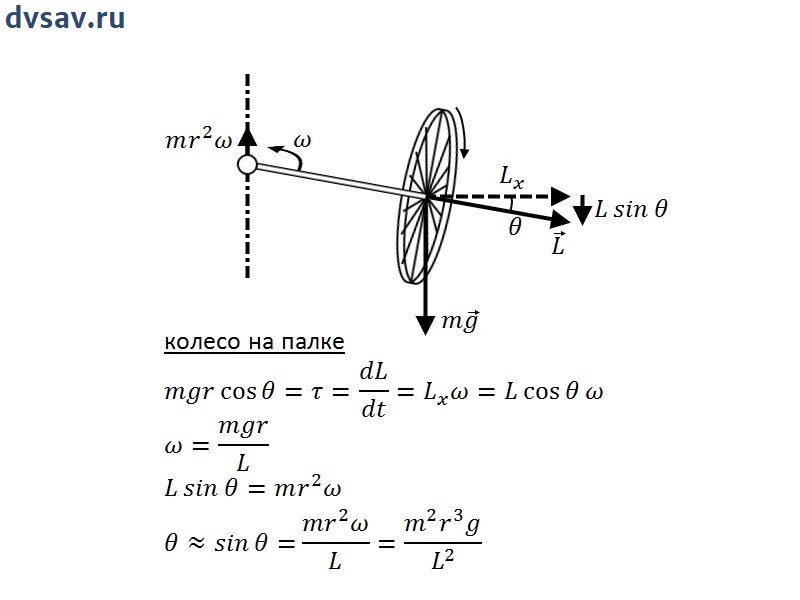 dvsav.ru
mr²ω
ω
Lₓ
L sin θ
θ
L⃗
mg⃗
колесо на палке
mgr cos θ = τ = dL/dt = Lₓω = L cos θ ω
ω = mgr/L
L sin θ = mr²ω
θ ≈ sin θ = mr²ω/L = m²r³g/L²